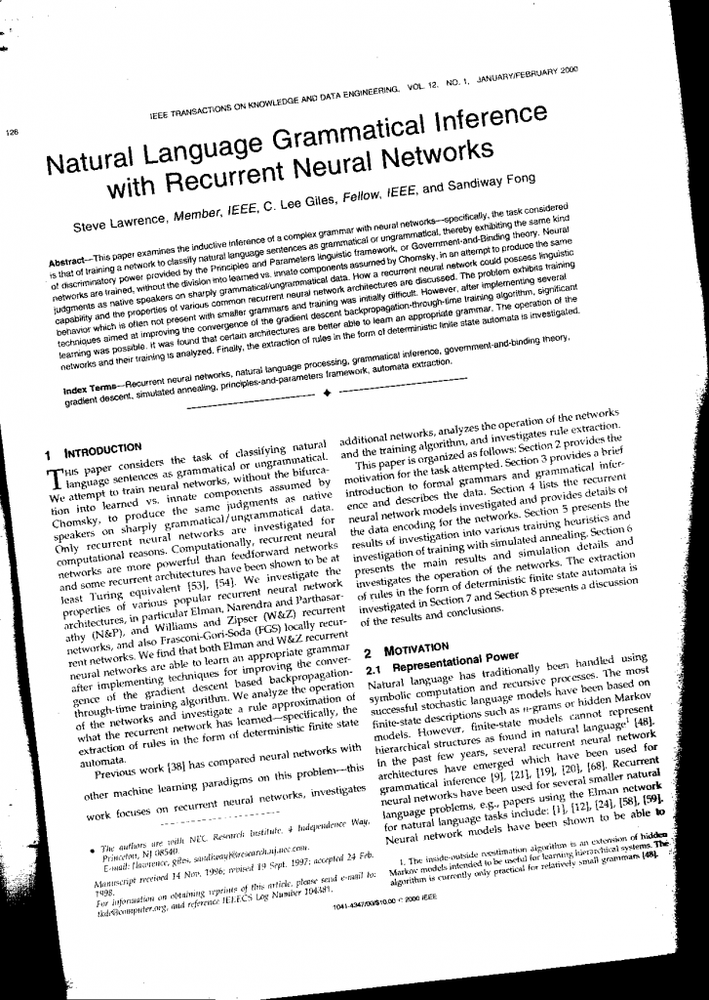 126
IEEE TRANSACTIONS ON KNOWLEDGE AND DATA ENGINEERING, VOL. 12, NO. 1, JANUARY/FEBRUARY 2000
Natural Language Grammatical Inference
with Recurrent Neural Networks
Steve Lawrence, Member, IEEE, C. Lee Giles, Fellow, IEEE, and Sandiway Fong
Abstract—This paper examines the inductive inference of a complex grammar with neural networks—specifically, the task considered
is that of training a network to classify natural language sentences as grammatical or ungrammatical, thereby exhibiting the same kind
of discriminatory power provided by the Principles and Parameters linguistic framework, or Government-and-Binding theory. Neural
networks are trained, without the division into learned vs. innate components assumed by Chomsky, in an attempt to produce the same
judgments as native speakers on sharply grammatical/ungrammatical data. How a recurrent neural network could possess linguistic
capability and the properties of various common recurrent neural network architectures are discussed. The problem exhibits training
behavior which is often not present with smaller grammars and training was initially difficult. However, after implementing several
techniques aimed at improving the convergence of the gradient descent backpropagation-through-time training algorithm, significant
learning was possible. It was found that certain architectures are better able to learn an appropriate grammar. The operation of the
networks and their training is analyzed. Finally, the extraction of rules in the form of deterministic finite state automata is investigated.
Index Terms—Recurrent neural networks, natural language processing, grammatical inference, government-and-binding theory,
gradient descent, simulated annealing, principles-and-parameters framework, automata extraction.
1 INTRODUCTION
THIS paper considers the task of classifying natural
language sentences as grammatical or ungrammatical.
We attempt to train neural networks, without the bifurca-
tion into learned vs. innate components assumed by
Chomsky, to produce the same judgments as native
speakers on sharply grammatical/ungrammatical data.
Only recurrent neural networks are investigated for
computational reasons. Computationally, recurrent neural
networks are more powerful than feedforward networks
and some recurrent architectures have been shown to be at
least Turing equivalent [53], [54]. We investigate the
properties of various popular recurrent neural network
architectures, in particular Elman, Narendra and Parthasar-
athy (N&P), and Williams and Zipser (W&Z) recurrent
networks, and also Frasconi-Gori-Soda (FGS) locally recur-
rent networks. We find that both Elman and W&Z recurrent
neural networks are able to learn an appropriate grammar
after implementing techniques for improving the conver-
gence of the gradient descent based backpropagation-
through-time training algorithm. We analyze the operation
of the networks and investigate a rule approximation of
what the recurrent network has learned—specifically, the
extraction of rules in the form of deterministic finite state
automata.
Previous work [38] has compared neural networks with
other machine learning paradigms on this problem—this
work focuses on recurrent neural networks, investigates
• The authors are with NEC Research Institute, 4 Independence Way,
Princeton, NJ 08540.
E-mail: {lawrence, giles, sandiway}@research.nj.nec.com.
Manuscript received 14 Nov. 1996; revised 19 Sept. 1997; accepted 24 Feb.
1998.
For information on obtaining reprints of this article, please send e-mail to:
tkde@computer.org, and reference IEEECS Log Number 104381.
additional networks, analyzes the operation of the networks
and the training algorithm, and investigates rule extraction.
This paper is organized as follows: Section 2 provides the
motivation for the task attempted. Section 3 provides a brief
introduction to formal grammars and grammatical infer-
ence and describes the data. Section 4 lists the recurrent
neural network models investigated and provides details of
the data encoding for the networks. Section 5 presents the
results of investigation into various training heuristics and
investigation of training with simulated annealing. Section 6
presents the main results and simulation details and
investigates the operation of the networks. The extraction
of rules in the form of deterministic finite state automata is
investigated in Section 7 and Section 8 presents a discussion
of the results and conclusions.
2 MOTIVATION
2.1 Representational Power
Natural language has traditionally been handled using
symbolic computation and recursive processes. The most
successful stochastic language models have been based on
finite-state descriptions such as n-grams or hidden Markov
models. However, finite-state models cannot represent
hierarchical structures as found in natural language¹ [48].
In the past few years, several recurrent neural network
architectures have emerged which have been used for
grammatical inference [9], [21], [19], [20], [68]. Recurrent
neural networks have been used for several smaller natural
language problems, e.g., papers using the Elman network
for natural language tasks include: [1], [12], [24], [58], [59].
Neural network models have been shown to be able to
1. The inside-outside reestimation algorithm is an extension of hidden
Markov models intended to be useful for learning hierarchical systems. The
algorithm is currently only practical for relatively small grammars [48].
1041-4347/00/$10.00 © 2000 IEEE